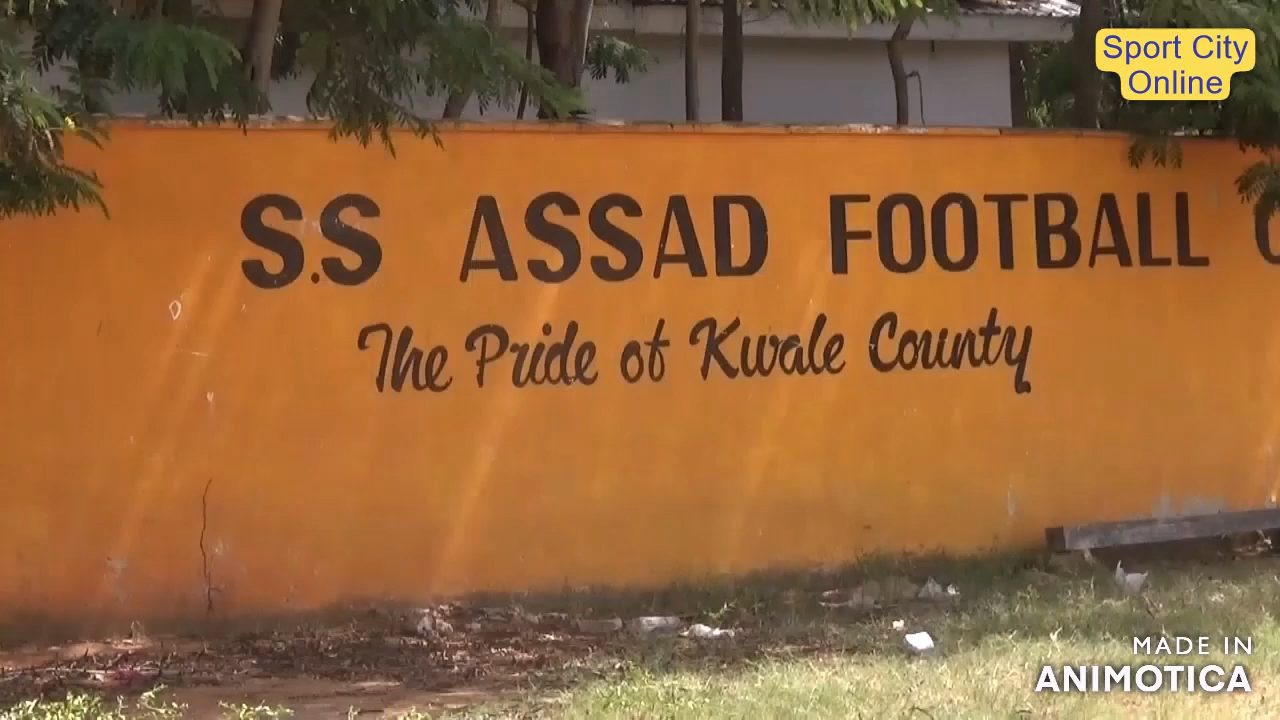 Sport City
Online
S.S ASSAD FOOTBALL
The Pride of Kwale County
MADE IN
ANIMOTICA